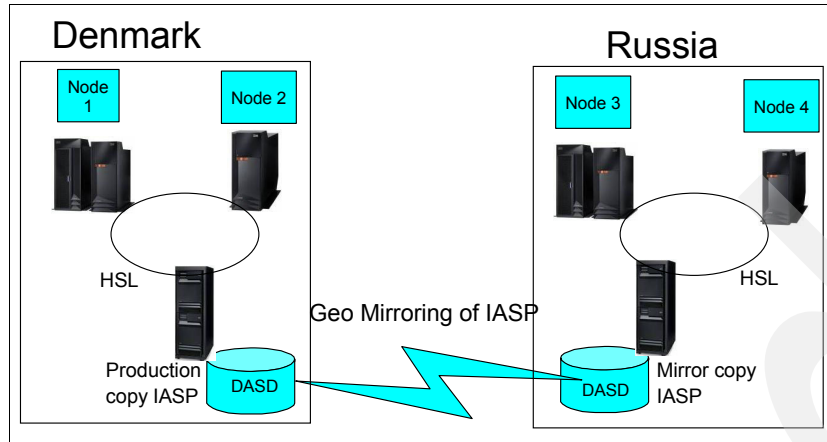 Denmark
Russia
Node
1
Node 2
Node 3
Node 4
HSL
HSL
Geo Mirroring of IASP
Production
copy IASP
DASD
DASD
Mirror copy
IASP